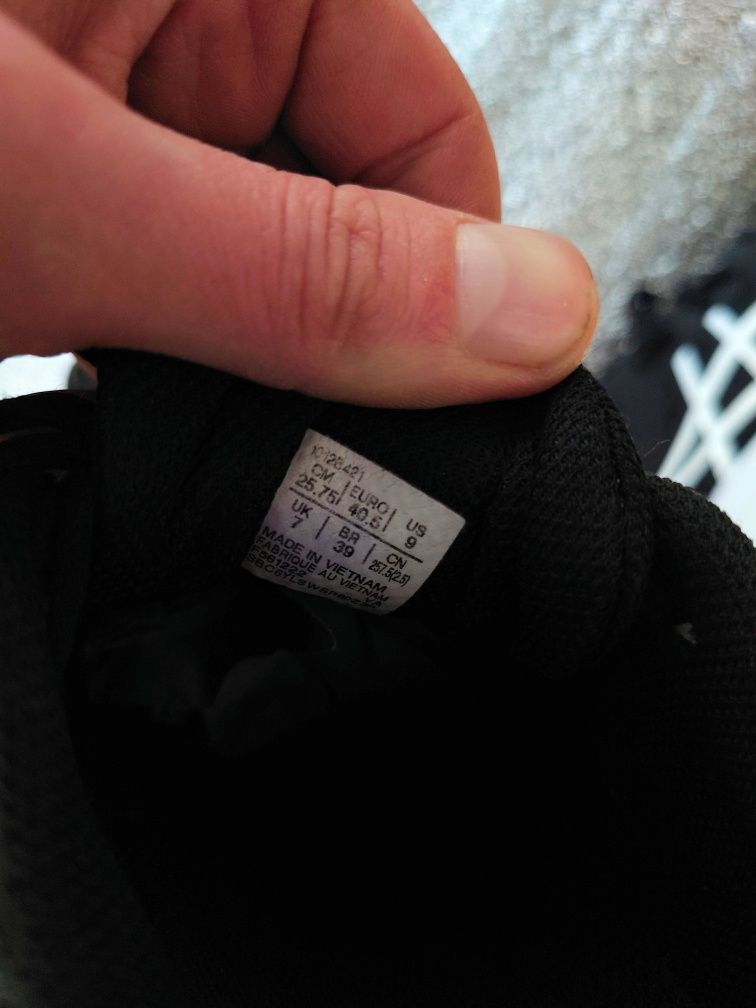 CM | EURO | US
25.75 | 40.5 | 9
UK | BR | CN
7 | 39 | 257.5(2.5)
MADE IN VIETNAM
FABRIQUE AU VIETNAM